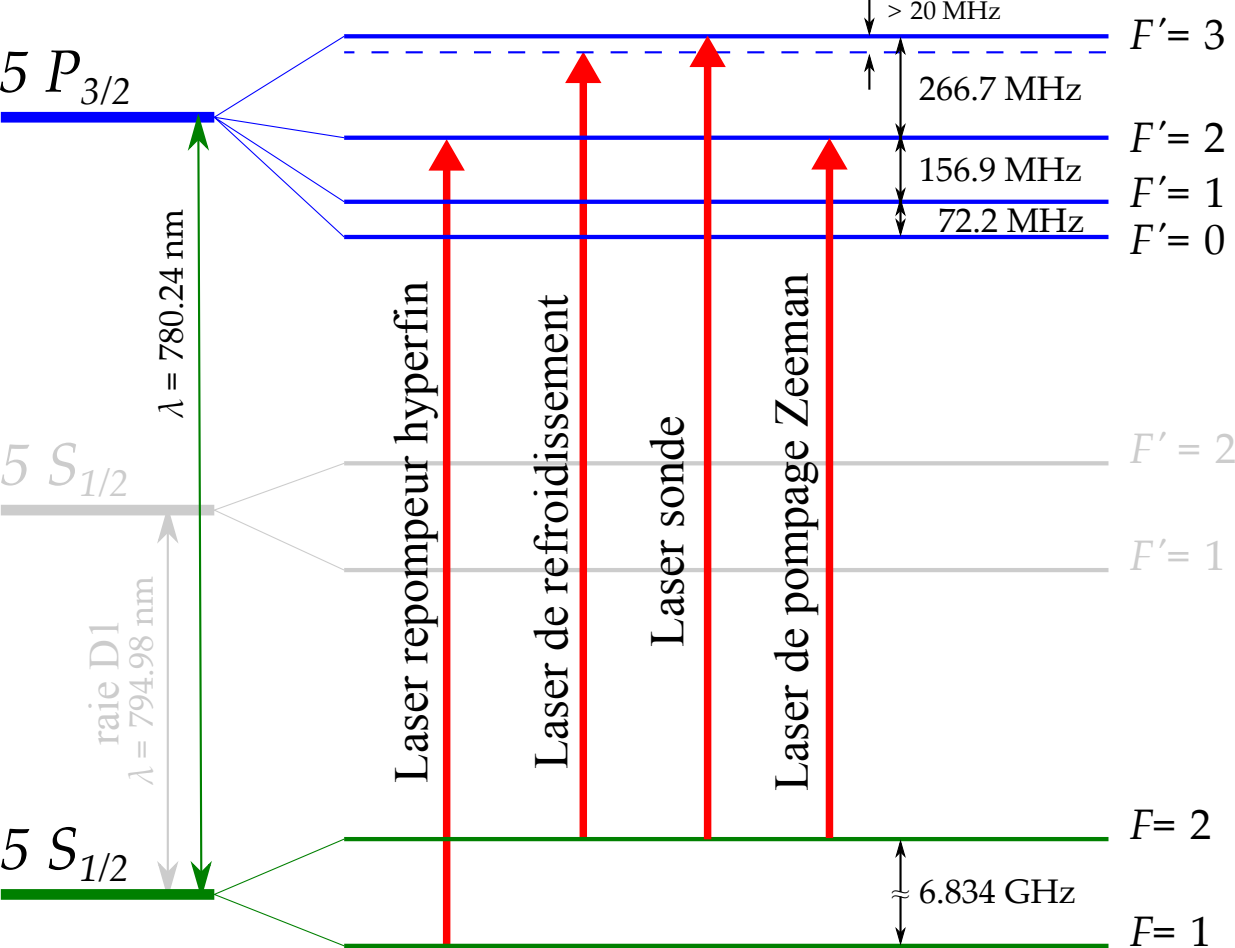 > 20 MHz
F'= 3
5 P3/2
266.7 MHz
F'= 2
156.9 MHz
F'= 1
72.2 MHz
F'= 0
λ = 780.24 nm
Laser repompeur hyperfin
Laser de refroidissement
Laser sonde
Laser de pompage Zeeman
5 S1/2
F' = 2
F'= 1
raie D1
λ = 794.98 nm
5 S1/2
F= 2
≈ 6.834 GHz
F= 1